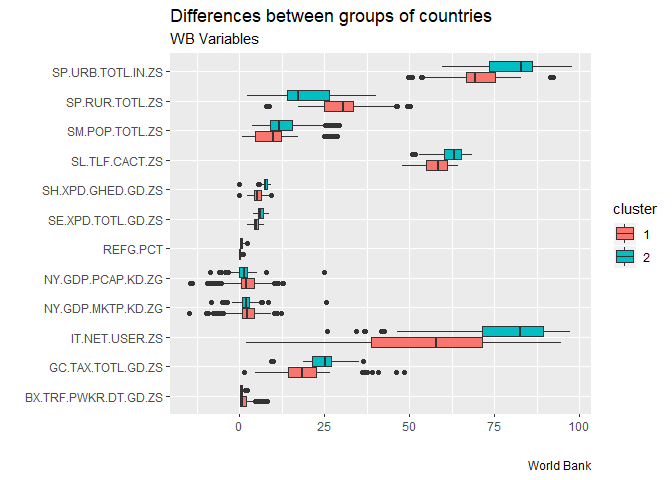 Differences between groups of countries
WB Variables
SP.URB.TOTL.IN.ZS
SP.RUR.TOTL.ZS
SM.POP.TOTL.ZS
SL.TLF.CACT.ZS
SH.XPD.GHED.GD.ZS
SE.XPD.TOTL.GD.ZS
REFG.PCT
NY.GDP.PCAP.KD.ZG
NY.GDP.MKTP.KD.ZG
IT.NET.USER.ZS
GC.TAX.TOTL.GD.ZS
BX.TRF.PWKR.DT.GD.ZS
0 25 50 75 100
cluster
1
2
World Bank